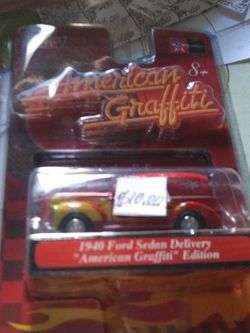 8+
American
Graffiti
$10.00
1940 Ford Sedan Delivery
"American Graffiti" Edition